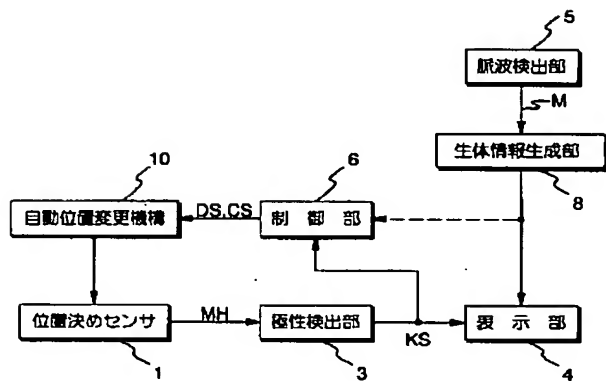 5
脈波検出部
M
生体情報生成部
8
10
6
自動位置変更機構
DS,CS
制御部
位置決めセンサ
MH
極性検出部
KS
表示部
1
3
4